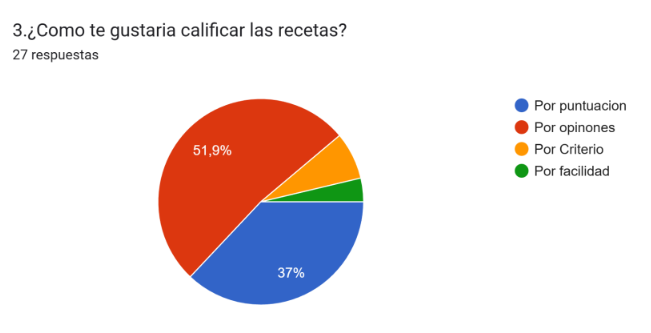 3.¿Como te gustaria calificar las recetas?
27 respuestas
Por puntuacion
Por opinones
Por Criterio
Por facilidad
51,9%
37%